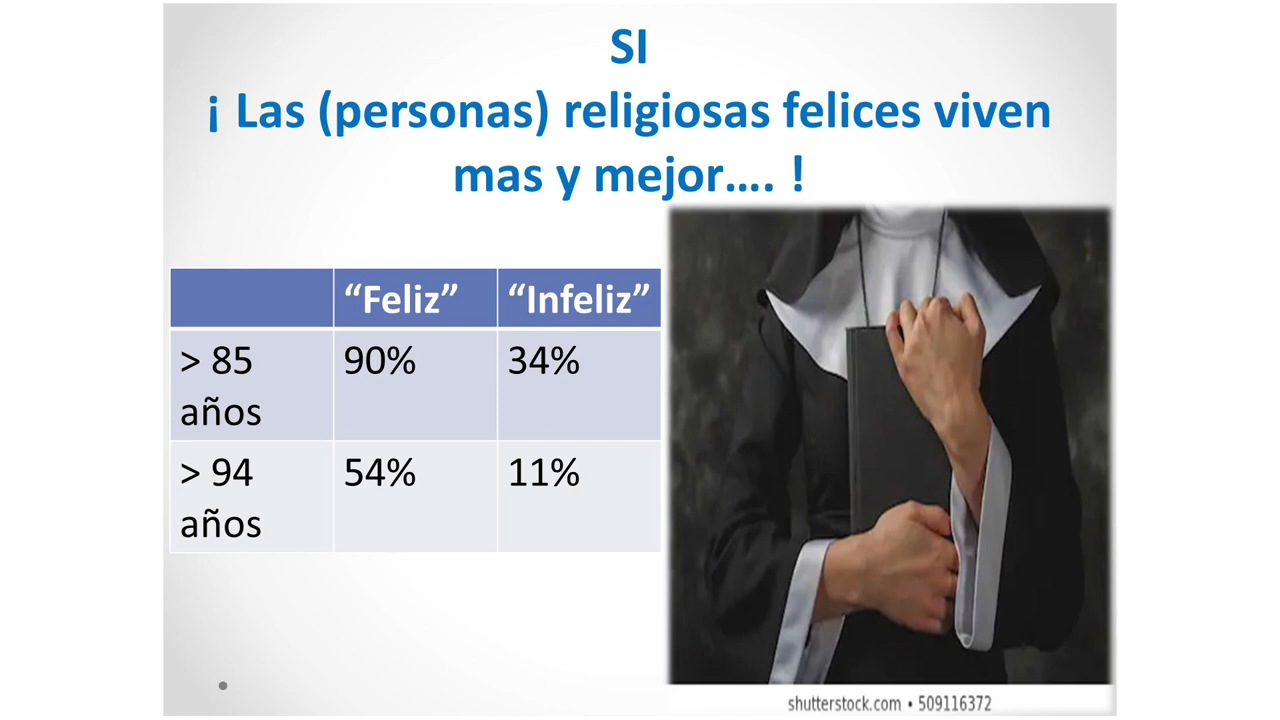 SI
¡ Las (personas) religiosas felices viven
mas y mejor.... !
“Feliz” “Infeliz”
> 85 años 90% 34%
> 94 años 54% 11%
shutterstock.com • 509116372